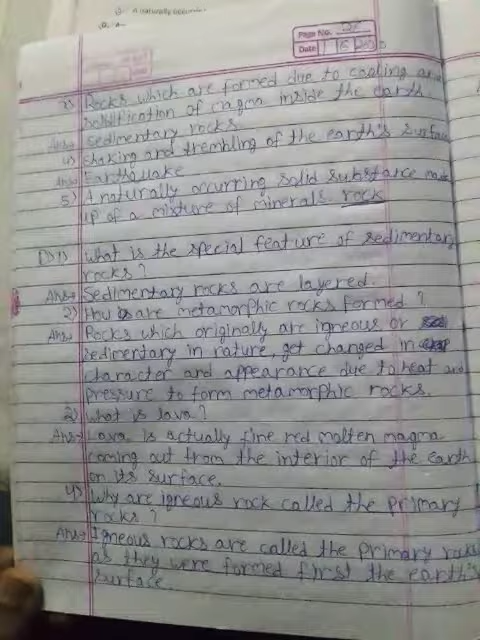 A naturally
Page No.
Date
3) Rocks which are formed due to cooling and
solidification of magma inside the earth
Ans→ Sedimentary rocks.
4) Shaking and trembling of the earth's surface
Ans→ Earthquake
5) A naturally occurring solid substance made
up of a mixture of minerals. rock
D) 1) What is the special feature of sedimentary
rocks?
Ans→ Sedimentary rocks are layered.
2) How are metamorphic rocks formed?
Ans→ Rocks which originally are igneous or
sedimentary in nature, get changed in
character and appearance due to heat and
pressure to form metamorphic rocks.
3) What is lava?
Ans→ Lava is actually fine red molten magma
coming out from the interior of the earth
on its surface.
4) Why are igneous rock called the primary
rocks?
Ans→ Igneous rocks are called the primary rocks
as they were formed first the earth's
surface.